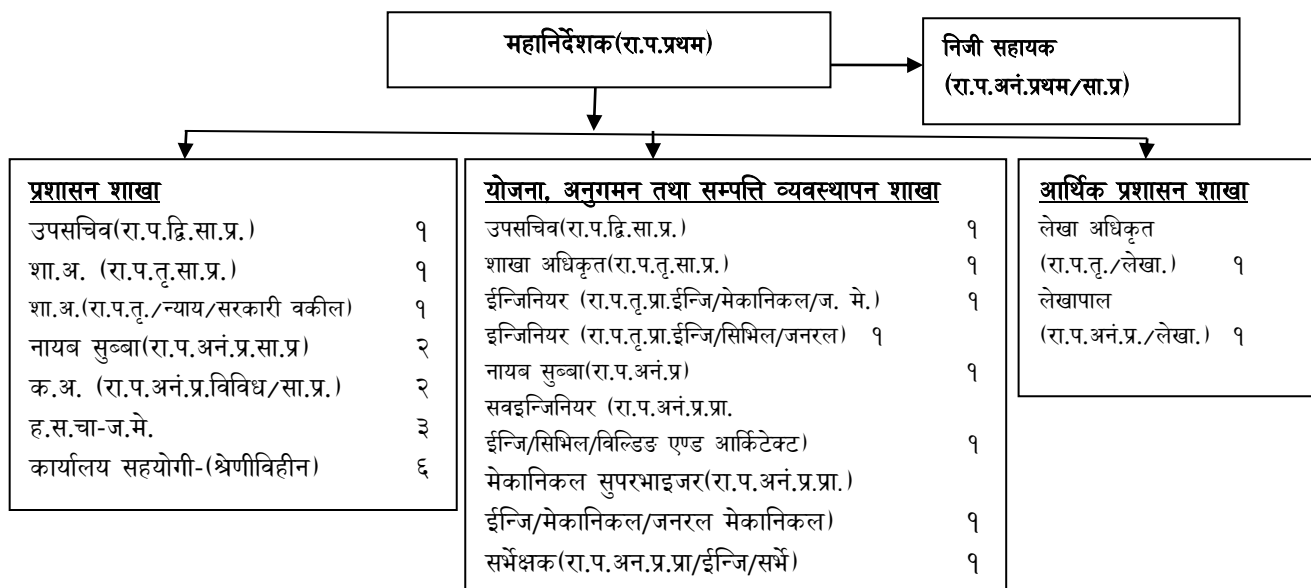 महानिर्देशक(रा.प.प्रथम)
निजी सहायक
(रा.प.अनं.प्रथम/सा.प्र)
प्रशासन शाखा
उपसचिव(रा.प.द्वि.सा.प्र.) १
शा.अ. (रा.प.तृ.सा.प्र.) १
शा.अ.(रा.प.तृ./न्याय/सरकारी वकील) १
नायब सुब्बा(रा.प.अनं.प्र.सा.प्र) २
क.अ. (रा.प.अनं.प्र.विविध/सा.प्र.) २
ह.स.चा-ज.मे. ३
कार्यालय सहयोगी-(श्रेणीविहीन) ६
योजना, अनुगमन तथा सम्पत्ति व्यवस्थापन शाखा
उपसचिव(रा.प.द्वि.सा.प्र.) १
शाखा अधिकृत(रा.प.तृ.सा.प्र.) १
ईन्जिनियर (रा.प.तृ.प्रा.ईन्जि/मेकानिकल/ज. मे.) १
इन्जिनियर (रा.प.तृ.प्रा.ईन्जि/सिभिल/जनरल) १
नायब सुब्बा(रा.प.अनं.प्र) १
सवइन्जिनियर (रा.प.अनं.प्र.प्रा.
ईन्जि/सिभिल/विल्डिङ एण्ड आर्किटेक्ट) १
मेकानिकल सुपरभाइजर(रा.प.अनं.प्र.प्रा.)
ईन्जि/मेकानिकल/जनरल मेकानिकल) १
सर्भेक्षक(रा.प.अन.प्र.प्रा/ईन्जि/सर्भे) १
आर्थिक प्रशासन शाखा
लेखा अधिकृत
(रा.प.तृ./लेखा.) १
लेखापाल
(रा.प.अनं.प्र./लेखा.) १